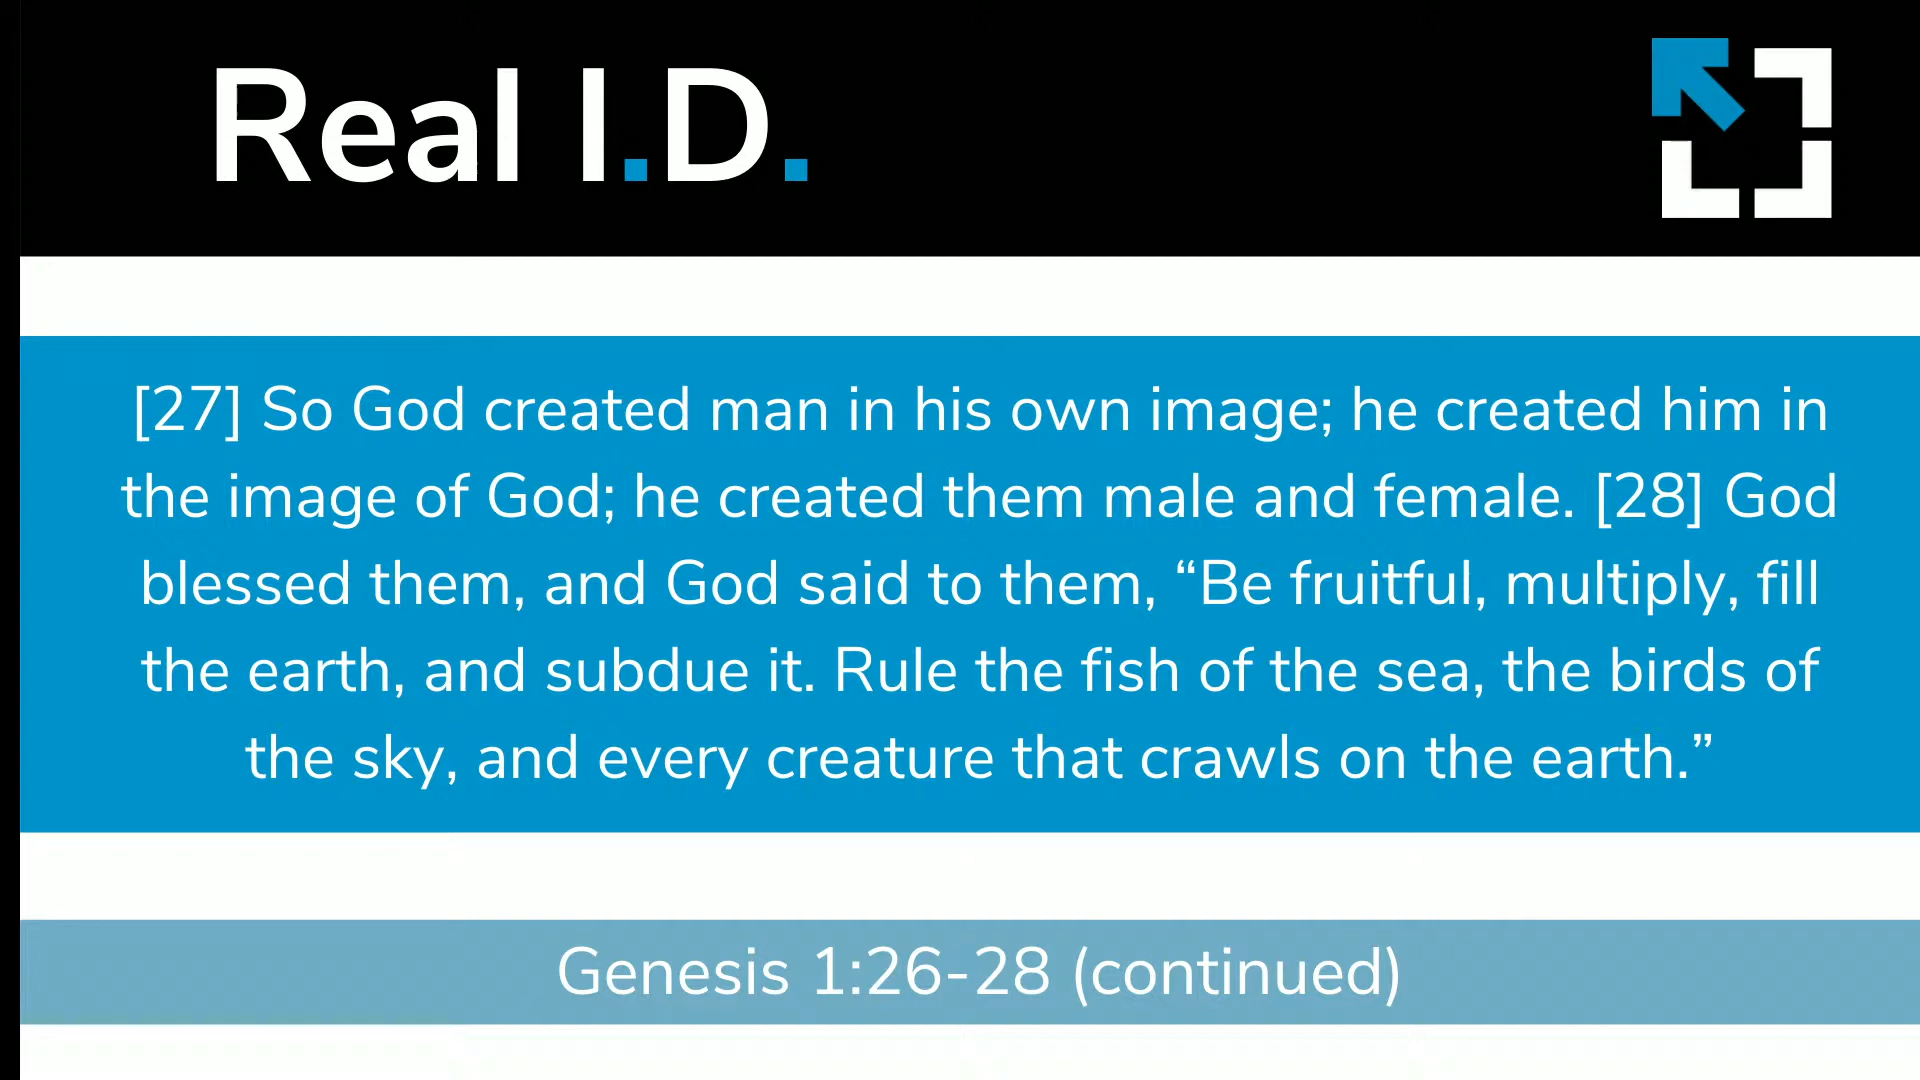 Real I.D.
[27] So God created man in his own image; he created him in
the image of God; he created them male and female. [28] God
blessed them, and God said to them, “Be fruitful, multiply, fill
the earth, and subdue it. Rule the fish of the sea, the birds of
the sky, and every creature that crawls on the earth.”
Genesis 1:26-28 (continued)